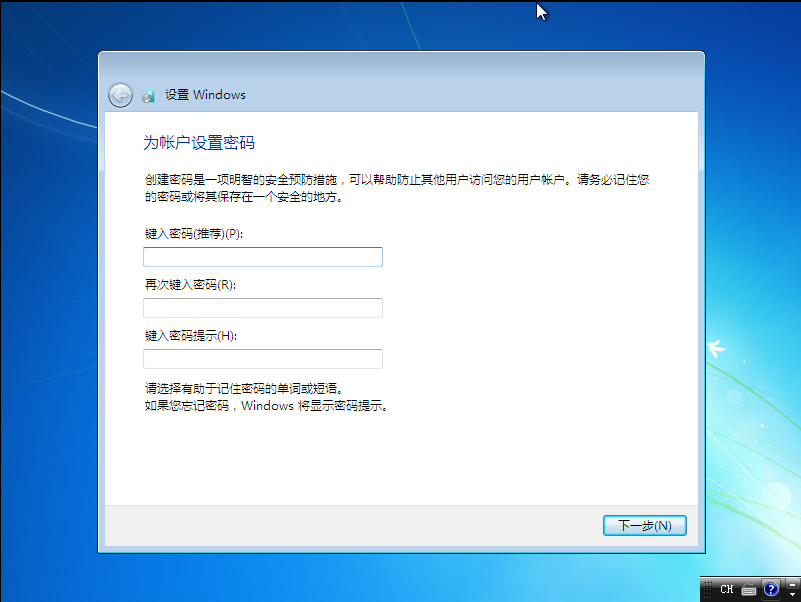 设置 Windows
为帐户设置密码
创建密码是一项明智的安全预防措施，可以帮助防止其他用户访问您的用户帐户。请务必记住您
的密码或将其保存在一个安全的地方。
键入密码(推荐)(P):
再次键入密码(R):
键入密码提示(H):
请选择有助于记住密码的单词或短语。
如果您忘记密码，Windows 将显示密码提示。
下一步(N)
CH
?